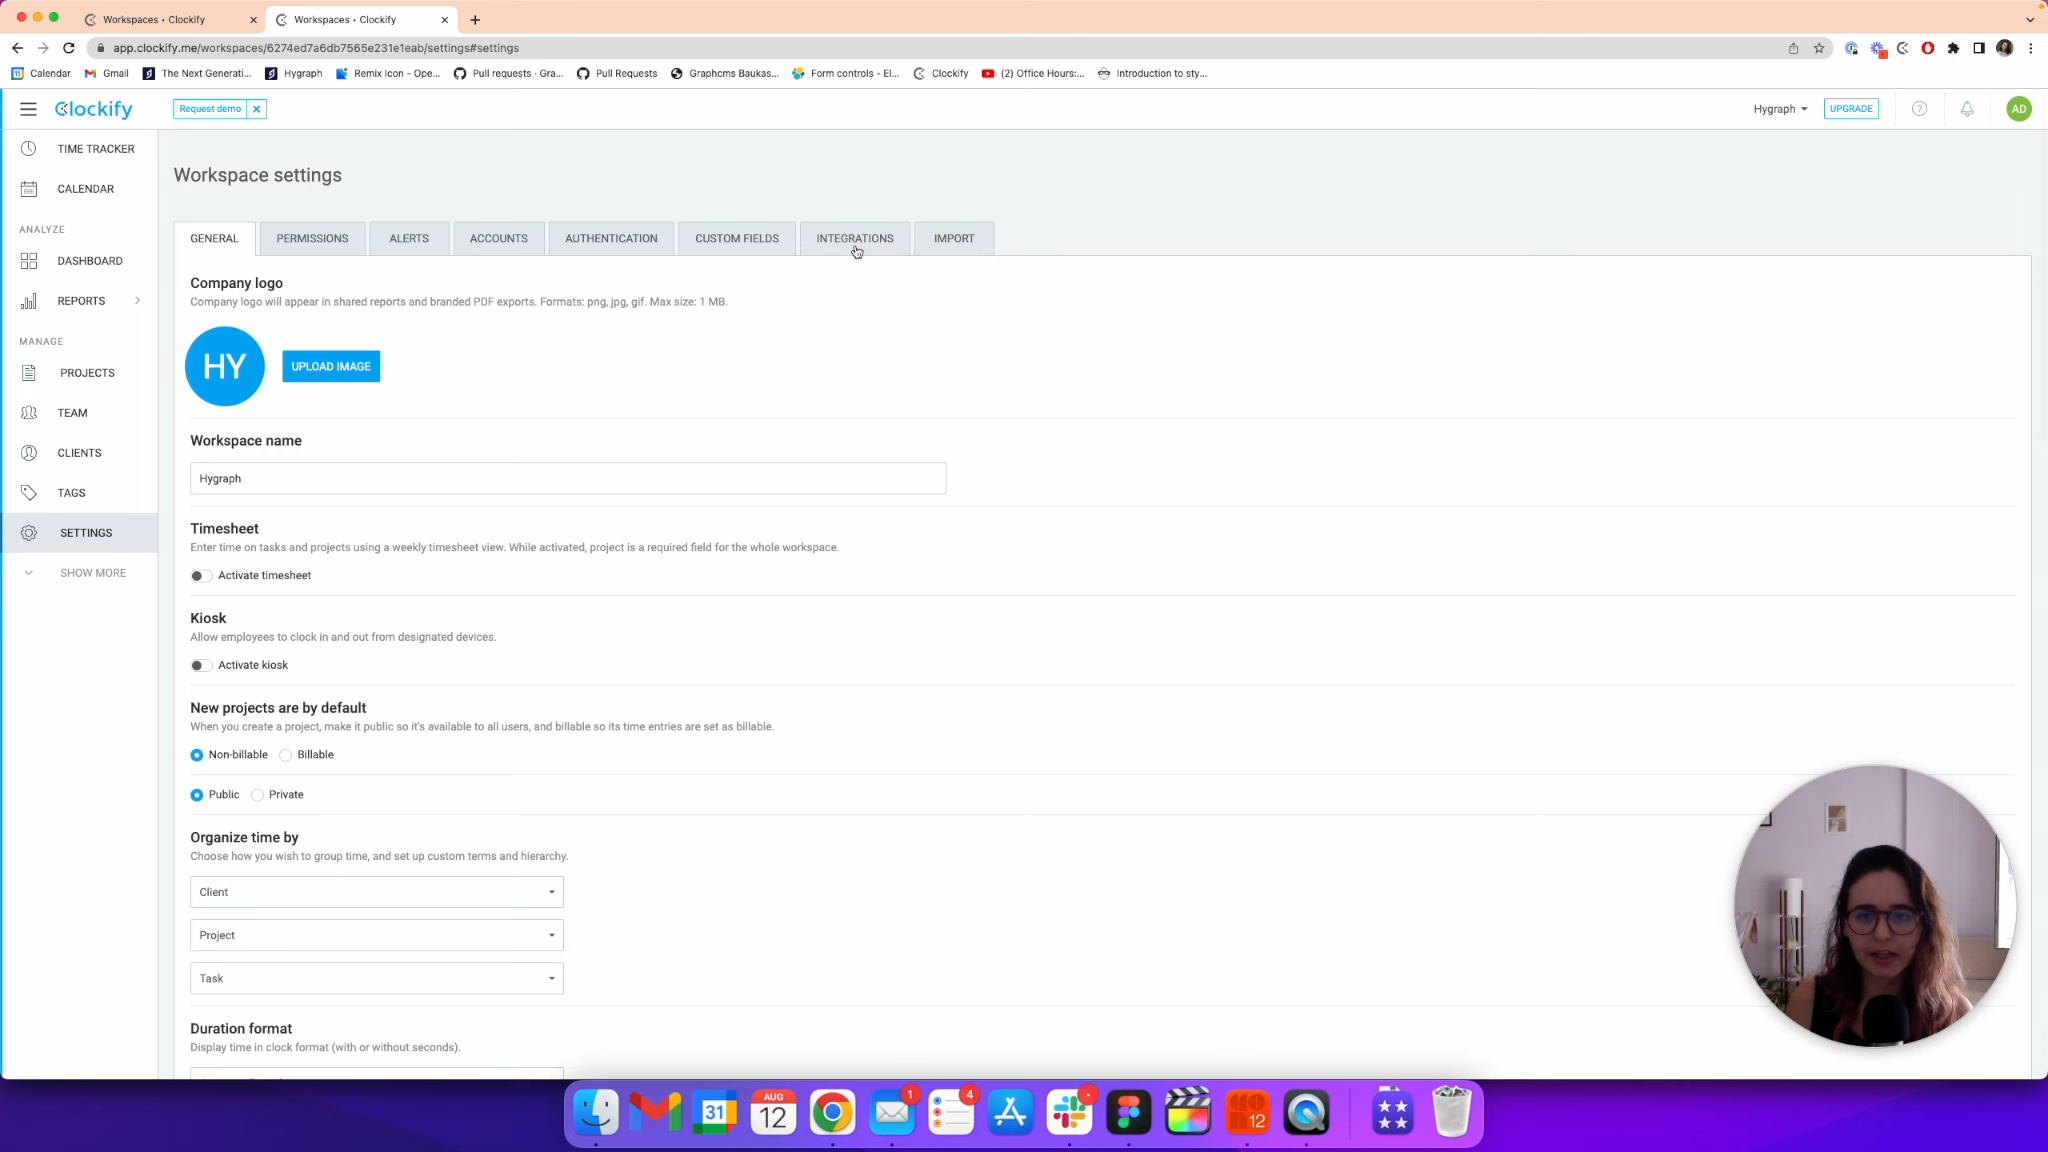 Workspaces • Clockify
Workspaces • Clockify
app.clockify.me/workspaces/6274ed7a6db7565e231e1eab/settings#settings
Calendar
Gmail
The Next Generati...
Hygraph
Remix Icon - Ope...
Pull requests · Gra...
Pull Requests
Graphcms Baukas...
Form controls - El...
Clockify
(2) Office Hours:...
Introduction to sty...
Clockify
Request demo
Hygraph
UPGRADE
AD
TIME TRACKER
CALENDAR
ANALYZE
DASHBOARD
REPORTS
MANAGE
PROJECTS
TEAM
CLIENTS
TAGS
SETTINGS
SHOW MORE
Workspace settings
GENERAL
PERMISSIONS
ALERTS
ACCOUNTS
AUTHENTICATION
CUSTOM FIELDS
INTEGRATIONS
IMPORT
Company logo
Company logo will appear in shared reports and branded PDF exports. Formats: png, jpg, gif. Max size: 1 MB.
HY
UPLOAD IMAGE
Workspace name
Hygraph
Timesheet
Enter time on tasks and projects using a weekly timesheet view. While activated, project is a required field for the whole workspace.
Activate timesheet
Kiosk
Allow employees to clock in and out from designated devices.
Activate kiosk
New projects are by default
When you create a project, make it public so it's available to all users, and billable so its time entries are set as billable.
Non-billable
Billable
Public
Private
Organize time by
Choose how you wish to group time, and set up custom terms and hierarchy.
Client
Project
Task
Duration format
Display time in clock format (with or without seconds).
31
AUG
12
1
4
12